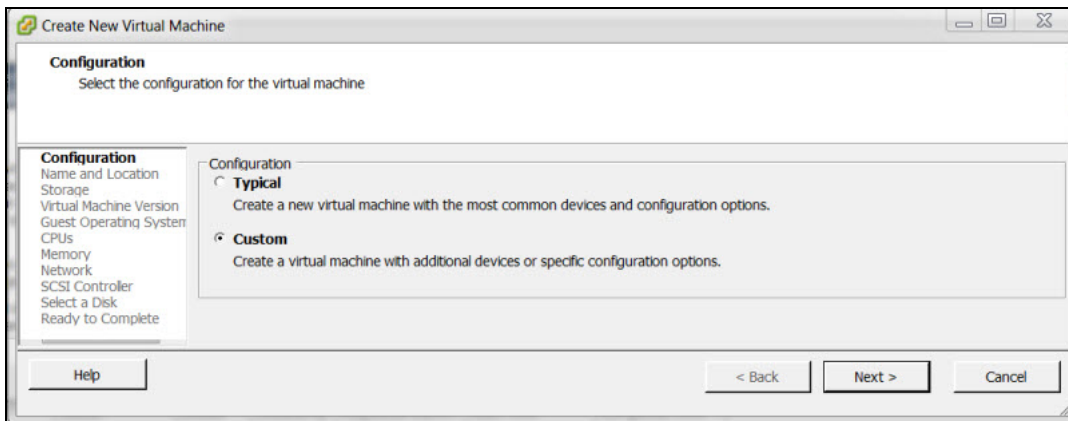 Create New Virtual Machine
Configuration
Select the configuration for the virtual machine
Configuration
Name and Location
Storage
Virtual Machine Version
Guest Operating System
CPUs
Memory
Network
SCSI Controller
Select a Disk
Ready to Complete
Configuration
Typical
Create a new virtual machine with the most common devices and configuration options.
Custom
Create a virtual machine with additional devices or specific configuration options.
Help
< Back
Next >
Cancel